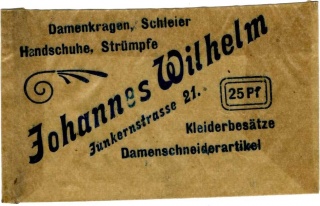 Damenkragen, Schleier
Handschuhe, Strümpfe
Johannes Wilhelm
Junkernstrasse 21.
25 Pf
Kleiderbesätze
Damenschneiderartikel